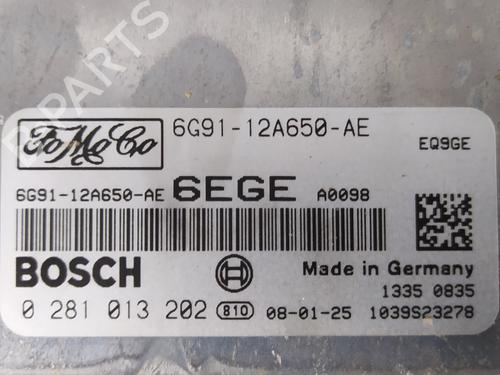 B PARTS
FoMoCo 6G91-12A650-AE
EQ9GE
6G91-12A650-AE 6EGE A0098
BOSCH Made in Germany
1335 0835
0 281 013 202 810 08-01-25 1039S23278